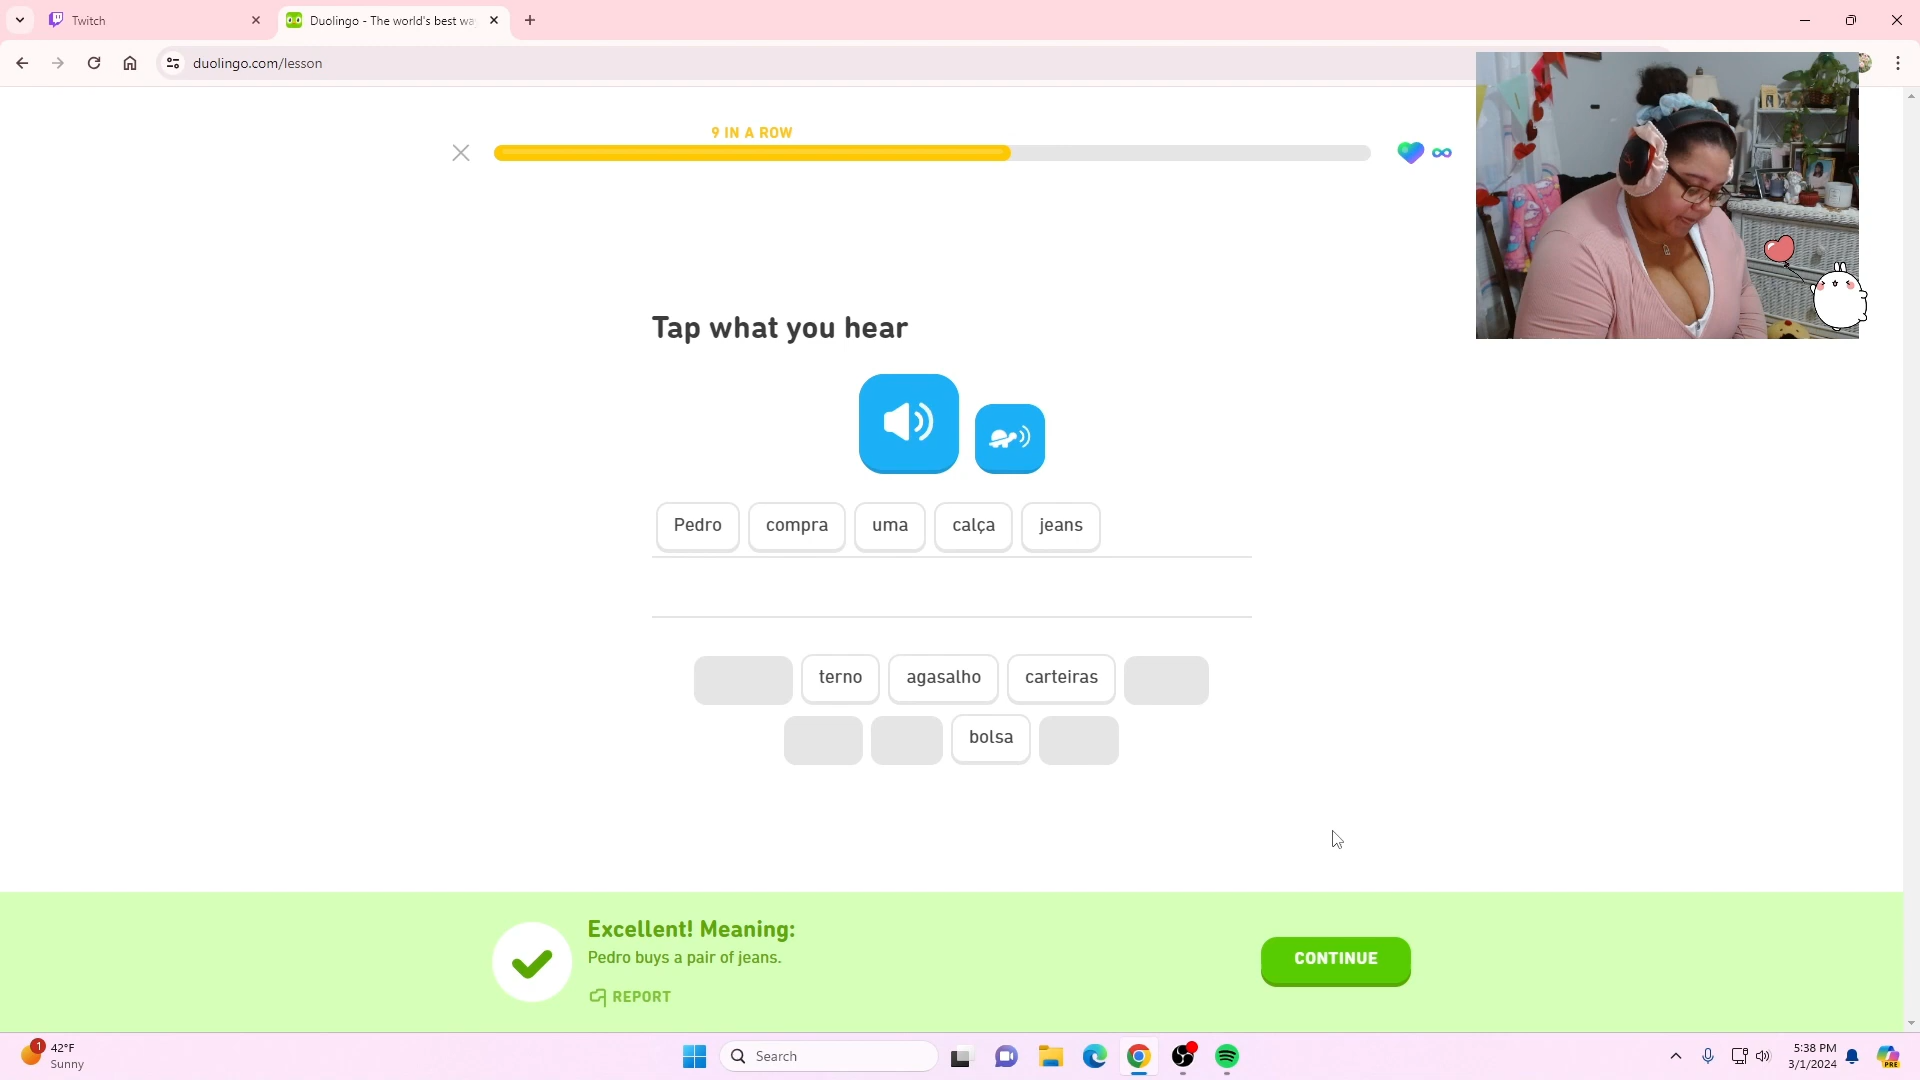 Twitch
Duolingo - The world's best wa
duolingo.com/lesson
9 IN A ROW
Tap what you hear
Pedro compra uma calça jeans
terno agasalho carteiras
bolsa
Excellent! Meaning:
Pedro buys a pair of jeans.
REPORT
CONTINUE
1 42°F
Sunny
Search
5:38 PM
3/1/2024
PRE